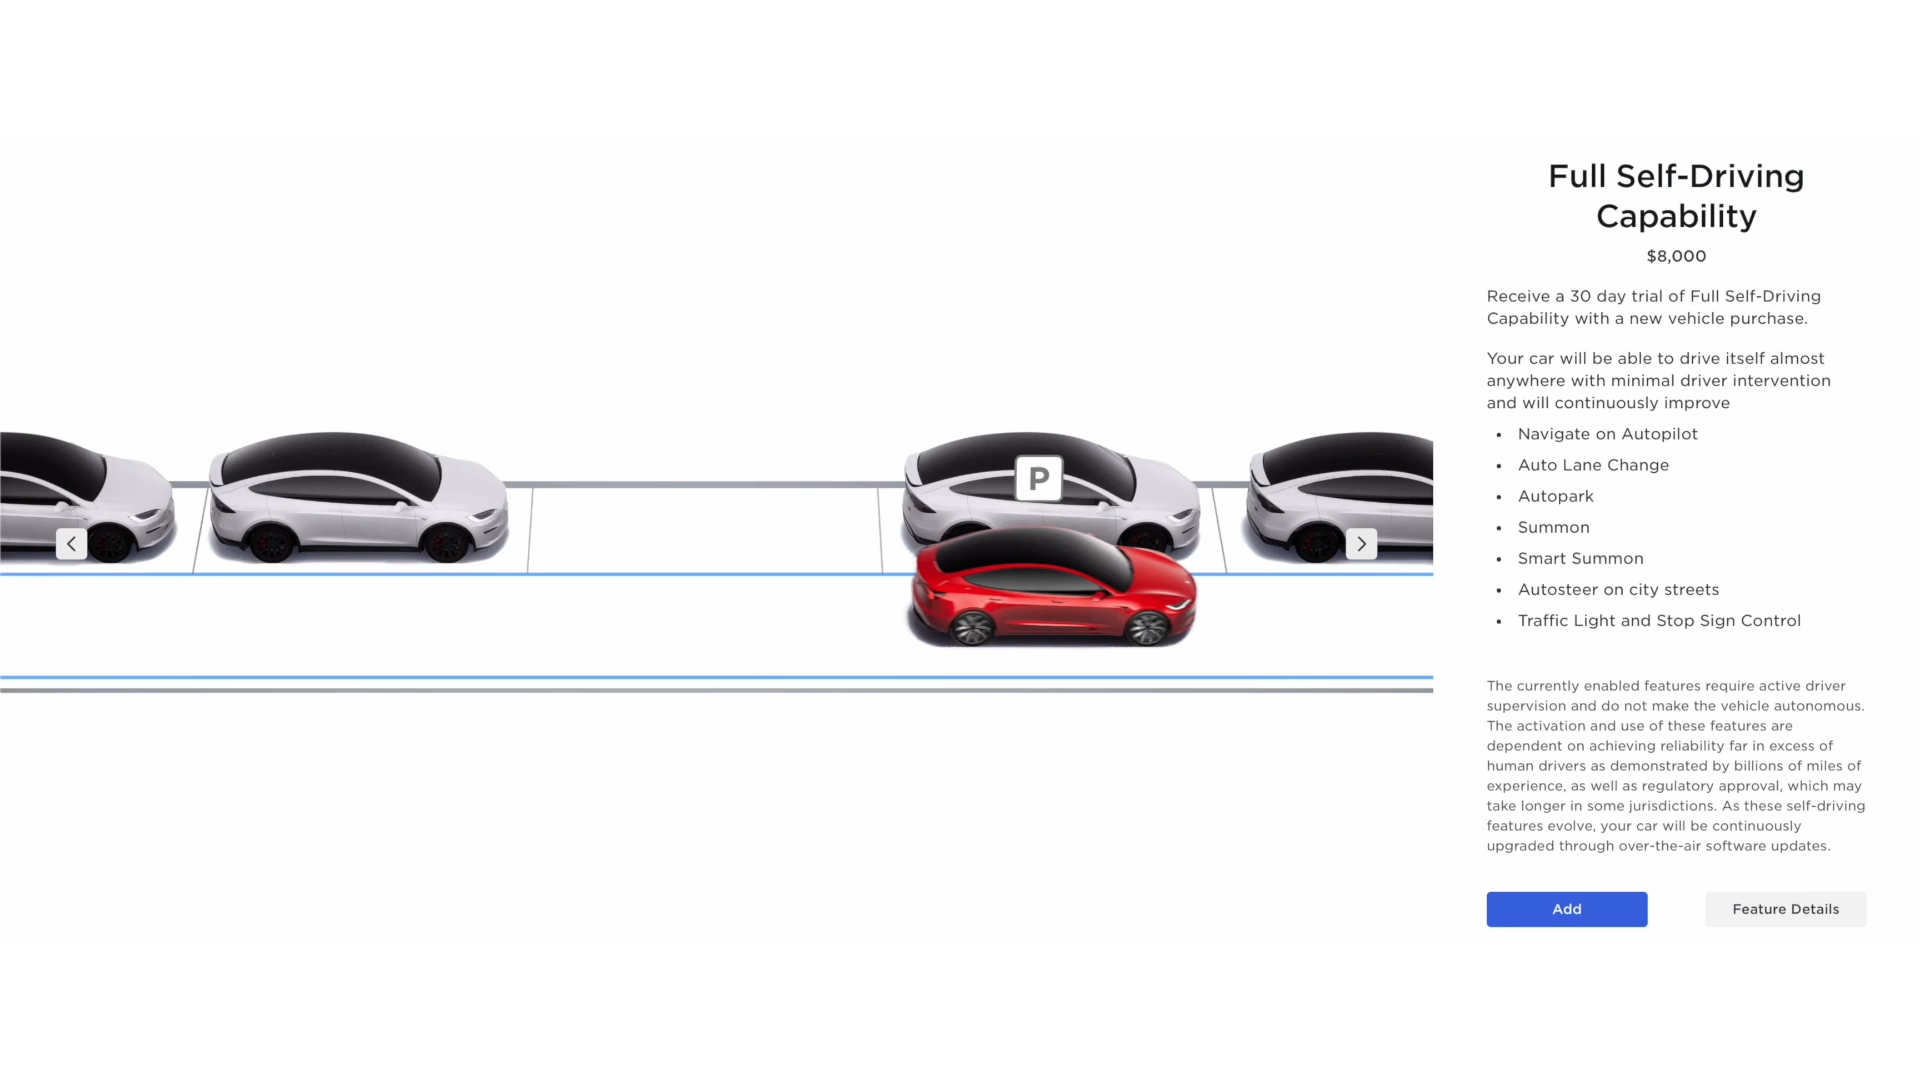 P
Full Self-Driving
Capability
$8,000
Receive a 30 day trial of Full Self-Driving
Capability with a new vehicle purchase.
Your car will be able to drive itself almost
anywhere with minimal driver intervention
and will continuously improve
• Navigate on Autopilot
• Auto Lane Change
• Autopark
• Summon
• Smart Summon
• Autosteer on city streets
• Traffic Light and Stop Sign Control
The currently enabled features require active driver
supervision and do not make the vehicle autonomous.
The activation and use of these features are
dependent on achieving reliability far in excess of
human drivers as demonstrated by billions of miles of
experience, as well as regulatory approval, which may
take longer in some jurisdictions. As these self-driving
features evolve, your car will be continuously
upgraded through over-the-air software updates.
Add
Feature Details